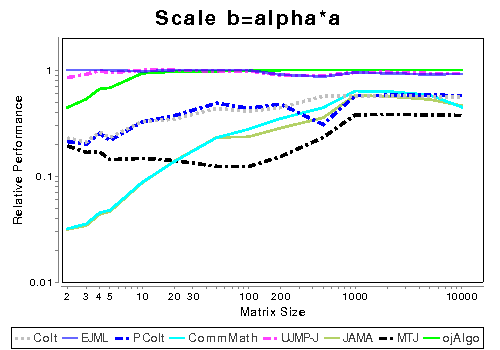 Scale b=alpha*a
Relative Performance
1
0.1
0.01
2 3 4 5 10 20 30 100 200 1000 10000
Matrix Size
Colt EJML PColt CommMath UJMP-J JAMA MTJ ojAlgo